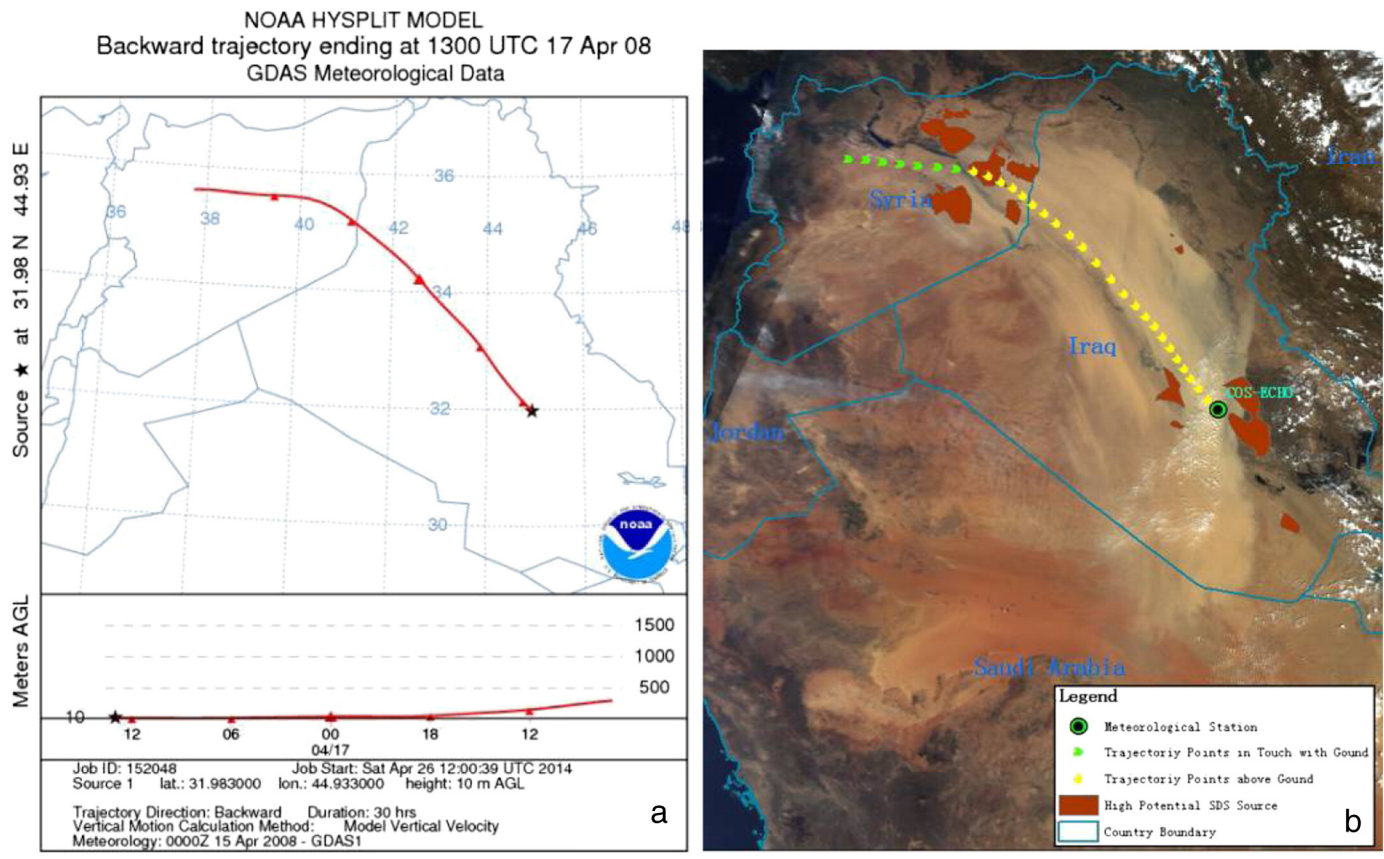 NOAA HYSPLIT MODEL
Backward trajectory ending at 1300 UTC 17 Apr 08
GDAS Meteorological Data
Source ★ at 31.98 N 44.93 E
36
36
38
40
42
44
46
48
34
32
30
noaa
Meters AGL
1500
1000
500
10
12 06 00 18 12
04/17
Job ID: 152048 Job Start: Sat Apr 26 12:00:39 UTC 2014
Source 1 lat.: 31.983000 lon.: 44.933000 height: 10 m AGL
Trajectory Direction: Backward Duration: 30 hrs
Vertical Motion Calculation Method: Model Vertical Velocity
Meteorology: 0000Z 15 Apr 2008 - GDAS1
a
Iran
Syria
Iraq
COS-ECHO
Jordan
Saudi Arabia
Legend
Meteorological Station
Trajectoriy Points in Touch with Gound
Trajectoriy Points above Gound
High Potential SDS Source
Country Boundary
b